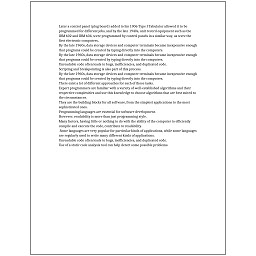 Later a control panel (plug board) added to his 1906 Type I Tabulator allowed it to be
programmed for different jobs, and by the late 1940s, unit record equipment such as the
IBM 602 and IBM 604, were programmed by control panels in a similar way, as were the
first electronic computers.
By the late 1960s, data storage devices and computer terminals became inexpensive enough
that programs could be created by typing directly into the computers.
By the late 1960s, data storage devices and computer terminals became inexpensive enough
that programs could be created by typing directly into the computers.
Scripting and breakpointing is also part of this process.
By the late 1960s, data storage devices and computer terminals became inexpensive enough
that programs could be created by typing directly into the computers.
There exist a lot of different approaches for each of those tasks.
Expert programmers are familiar with a variety of well-established algorithms and their
respective complexities and use this knowledge to choose algorithms that are best suited to
the circumstances.
They are the building blocks for all software, from the simplest applications to the most
sophisticated ones.
Programming languages are essential for software development.
However, readability is more than just programming style.
Many factors, having little or nothing to do with the ability of the computer to efficiently
compile and execute the code, contribute to readability.
Some languages are very popular for particular kinds of applications, while some languages
are regularly used to write many different kinds of applications.
Unreadable code often leads to bugs, inefficiencies, and duplicated code.
Use of a static code analysis tool can help detect some possible problems.